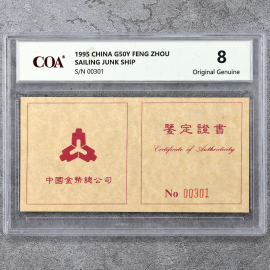 COA
1995 CHINA G50Y FENG ZHOU
SAILING JUNK SHIP
S/N 00301
8
Original Genuine
中國金幣總公司
鑒定證書
Certificate of Authenticity
No 00301